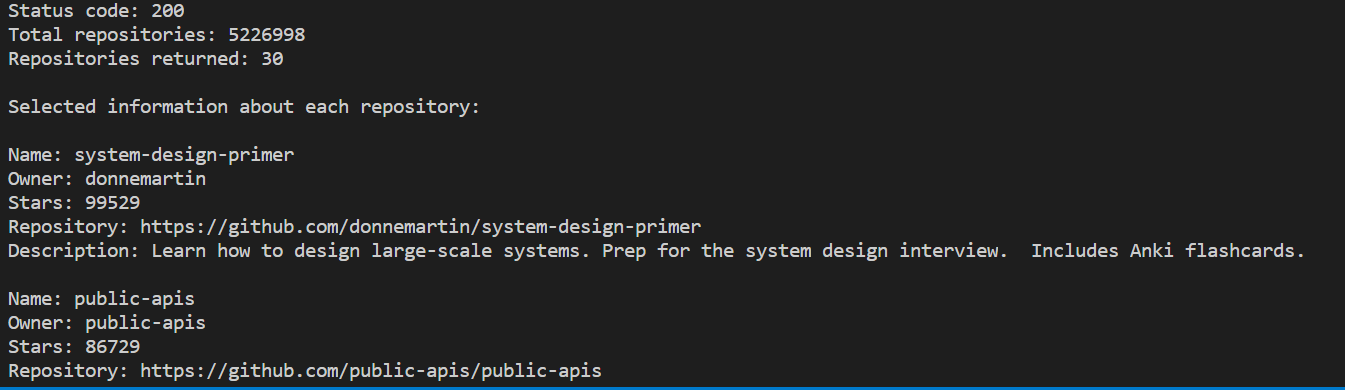 Status code: 200
Total repositories: 5226998
Repositories returned: 30
Selected information about each repository:
Name: system-design-primer
Owner: donnemartin
Stars: 99529
Repository: https://github.com/donnemartin/system-design-primer
Description: Learn how to design large-scale systems. Prep for the system design interview.  Includes Anki flashcards.
Name: public-apis
Owner: public-apis
Stars: 86729
Repository: https://github.com/public-apis/public-apis